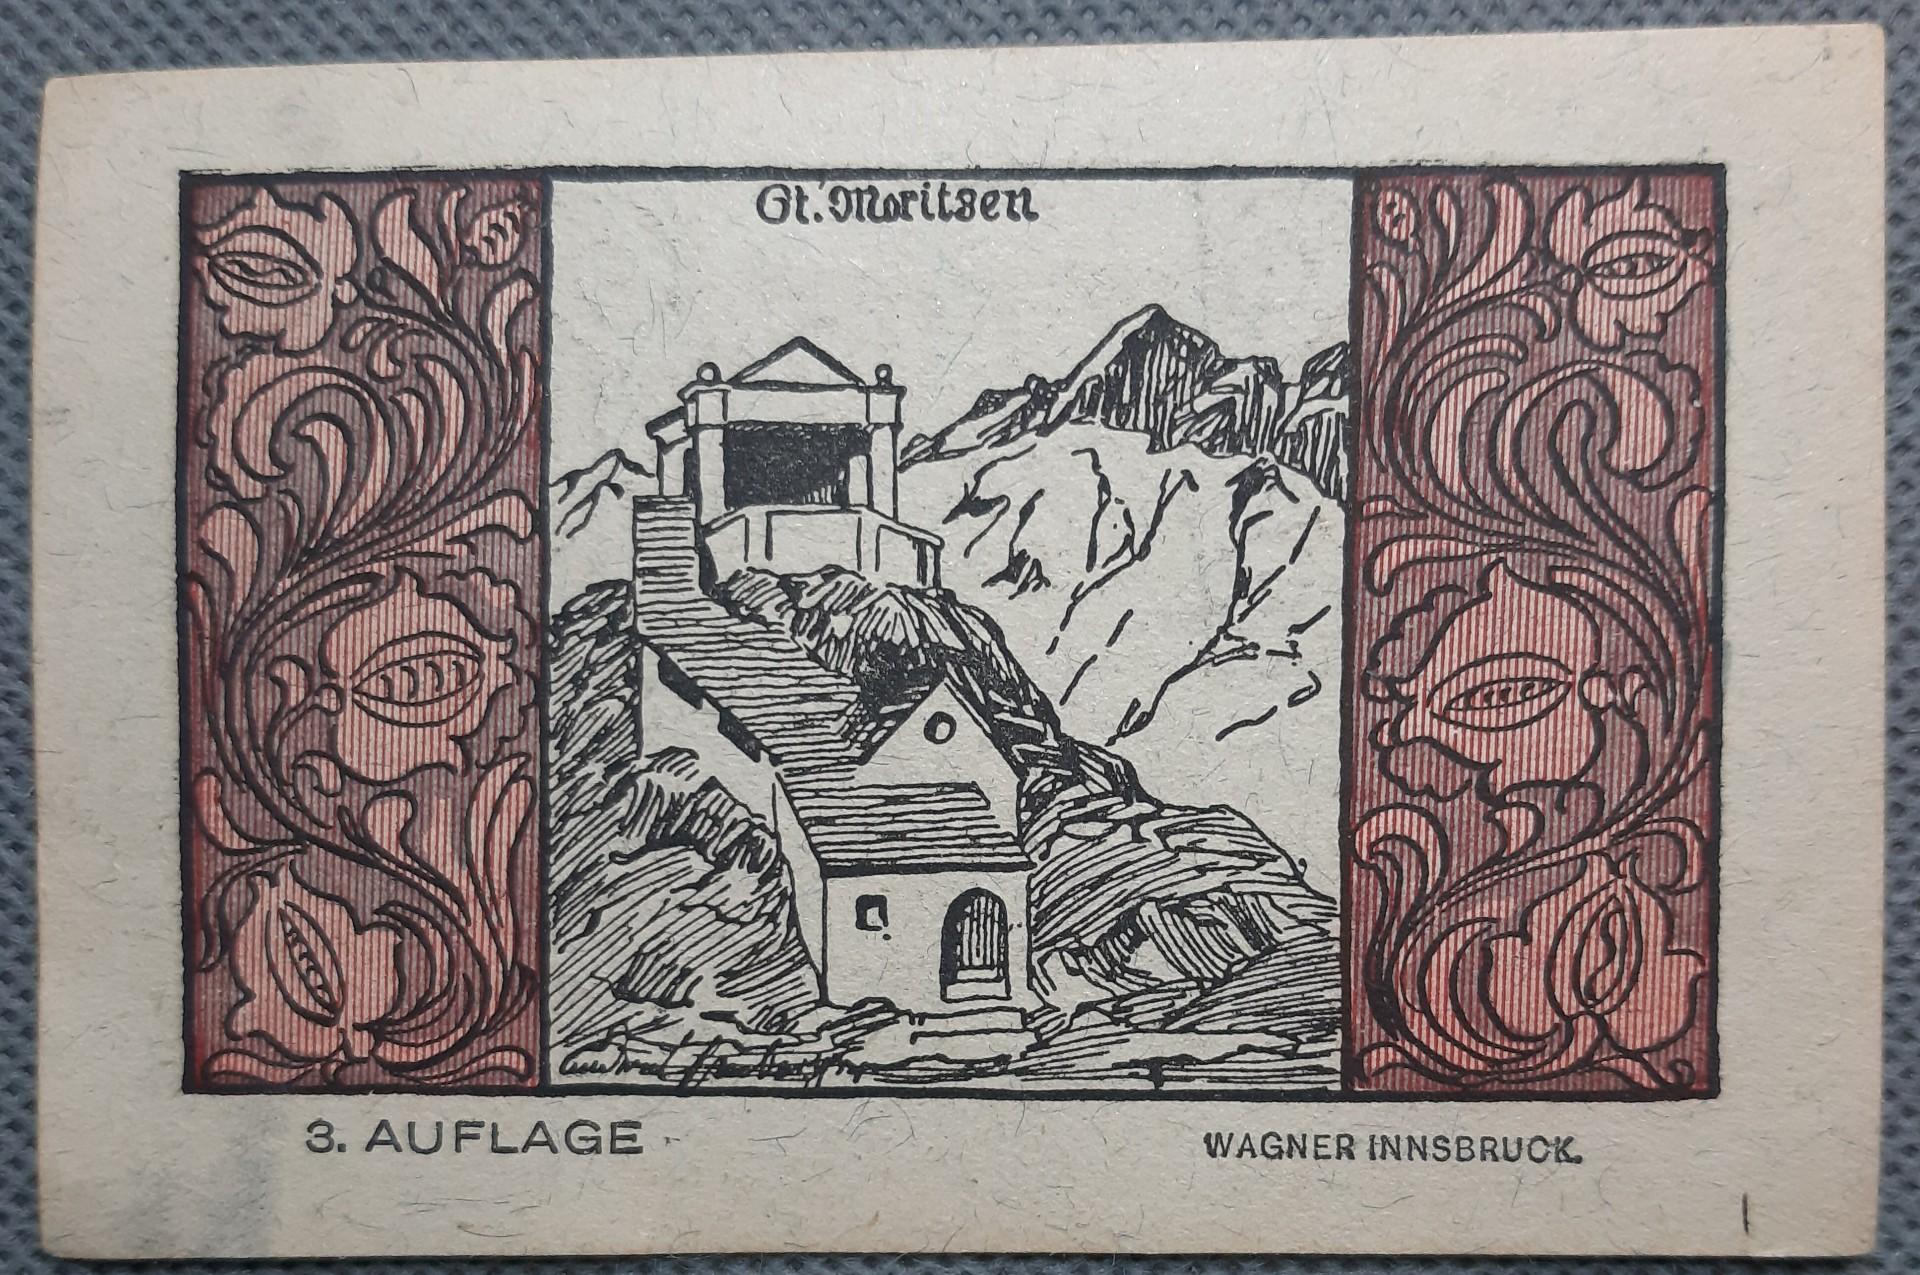 St. Moritzen
3. AUFLAGE
WAGNER INNSBRUCK.